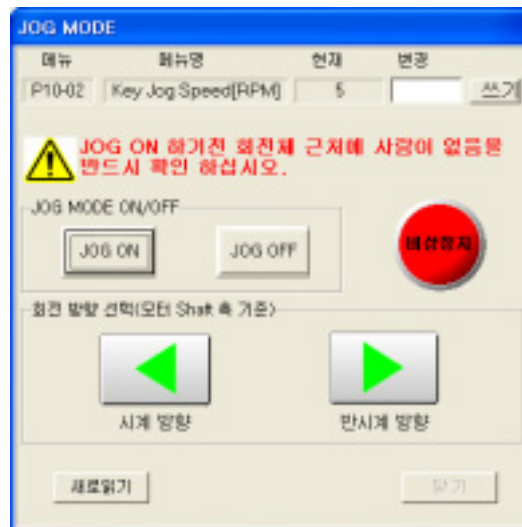 JOG MODE
메뉴 메뉴명 현재 변경
P10-02 Key Jog Speed[RPM] 5 쓰기
JOG ON 하기전 회전체 근처에 사람이 없음을
반드시 확인 하십시오.
JOG MODE ON/OFF
JOG ON JOG OFF
비상정지
회전 방향 선택(모터 Shaft 측 기준)
시계 방향 반시계 방향
새로읽기 닫기